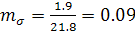 m_σ = 1.9/21.8 = 0.09